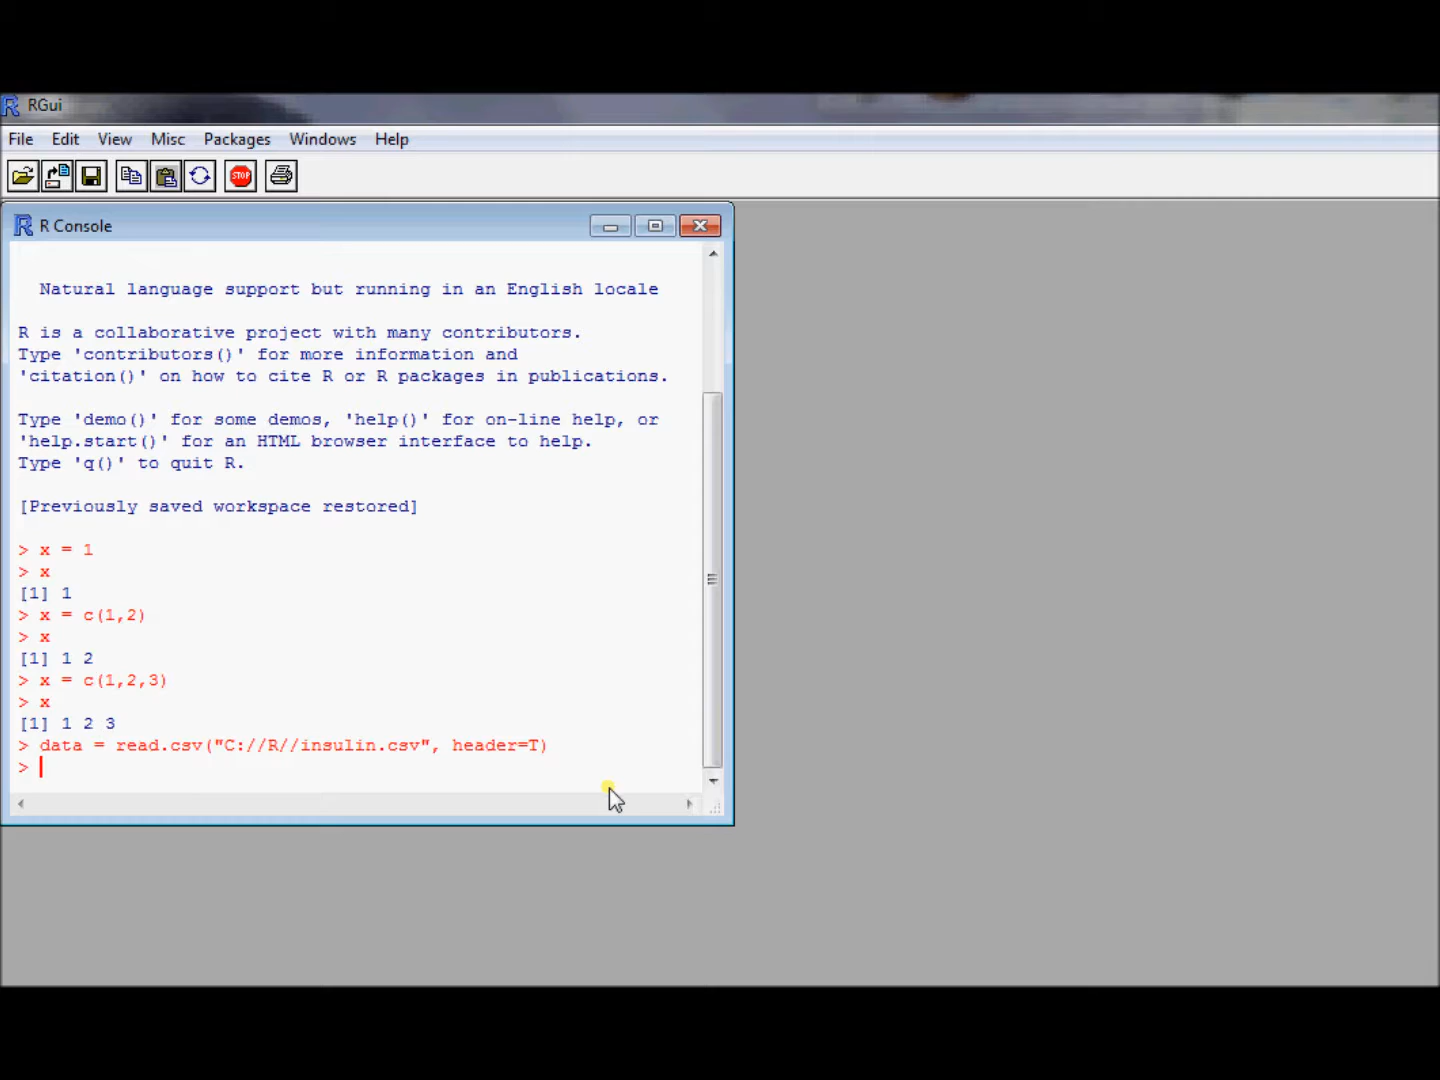 RGui
File Edit View Misc Packages Windows Help
STOP
R Console
Natural language support but running in an English locale
R is a collaborative project with many contributors.
Type 'contributors()' for more information and
'citation()' on how to cite R or R packages in publications.
Type 'demo()' for some demos, 'help()' for on-line help, or
'help.start()' for an HTML browser interface to help.
Type 'q()' to quit R.
[Previously saved workspace restored]
> x = 1
> x
[1] 1
> x = c(1,2)
> x
[1] 1 2
> x = c(1,2,3)
> x
[1] 1 2 3
> data = read.csv("C://R//insulin.csv", header=T)
>